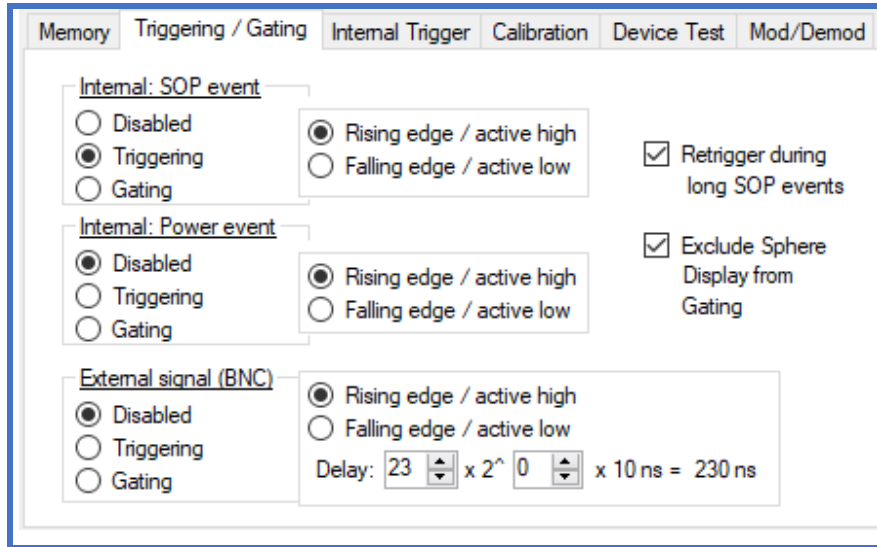 Memory Triggering / Gating Internal Trigger Calibration Device Test Mod/Demod
Internal: SOP event
Disabled
Triggering
Gating
Rising edge / active high
Falling edge / active low
Retrigger during
long SOP events
Internal: Power event
Disabled
Triggering
Gating
Rising edge / active high
Falling edge / active low
Exclude Sphere
Display from
Gating
External signal (BNC)
Disabled
Triggering
Gating
Rising edge / active high
Falling edge / active low
Delay: 23 x 2^ 0 x 10 ns = 230 ns